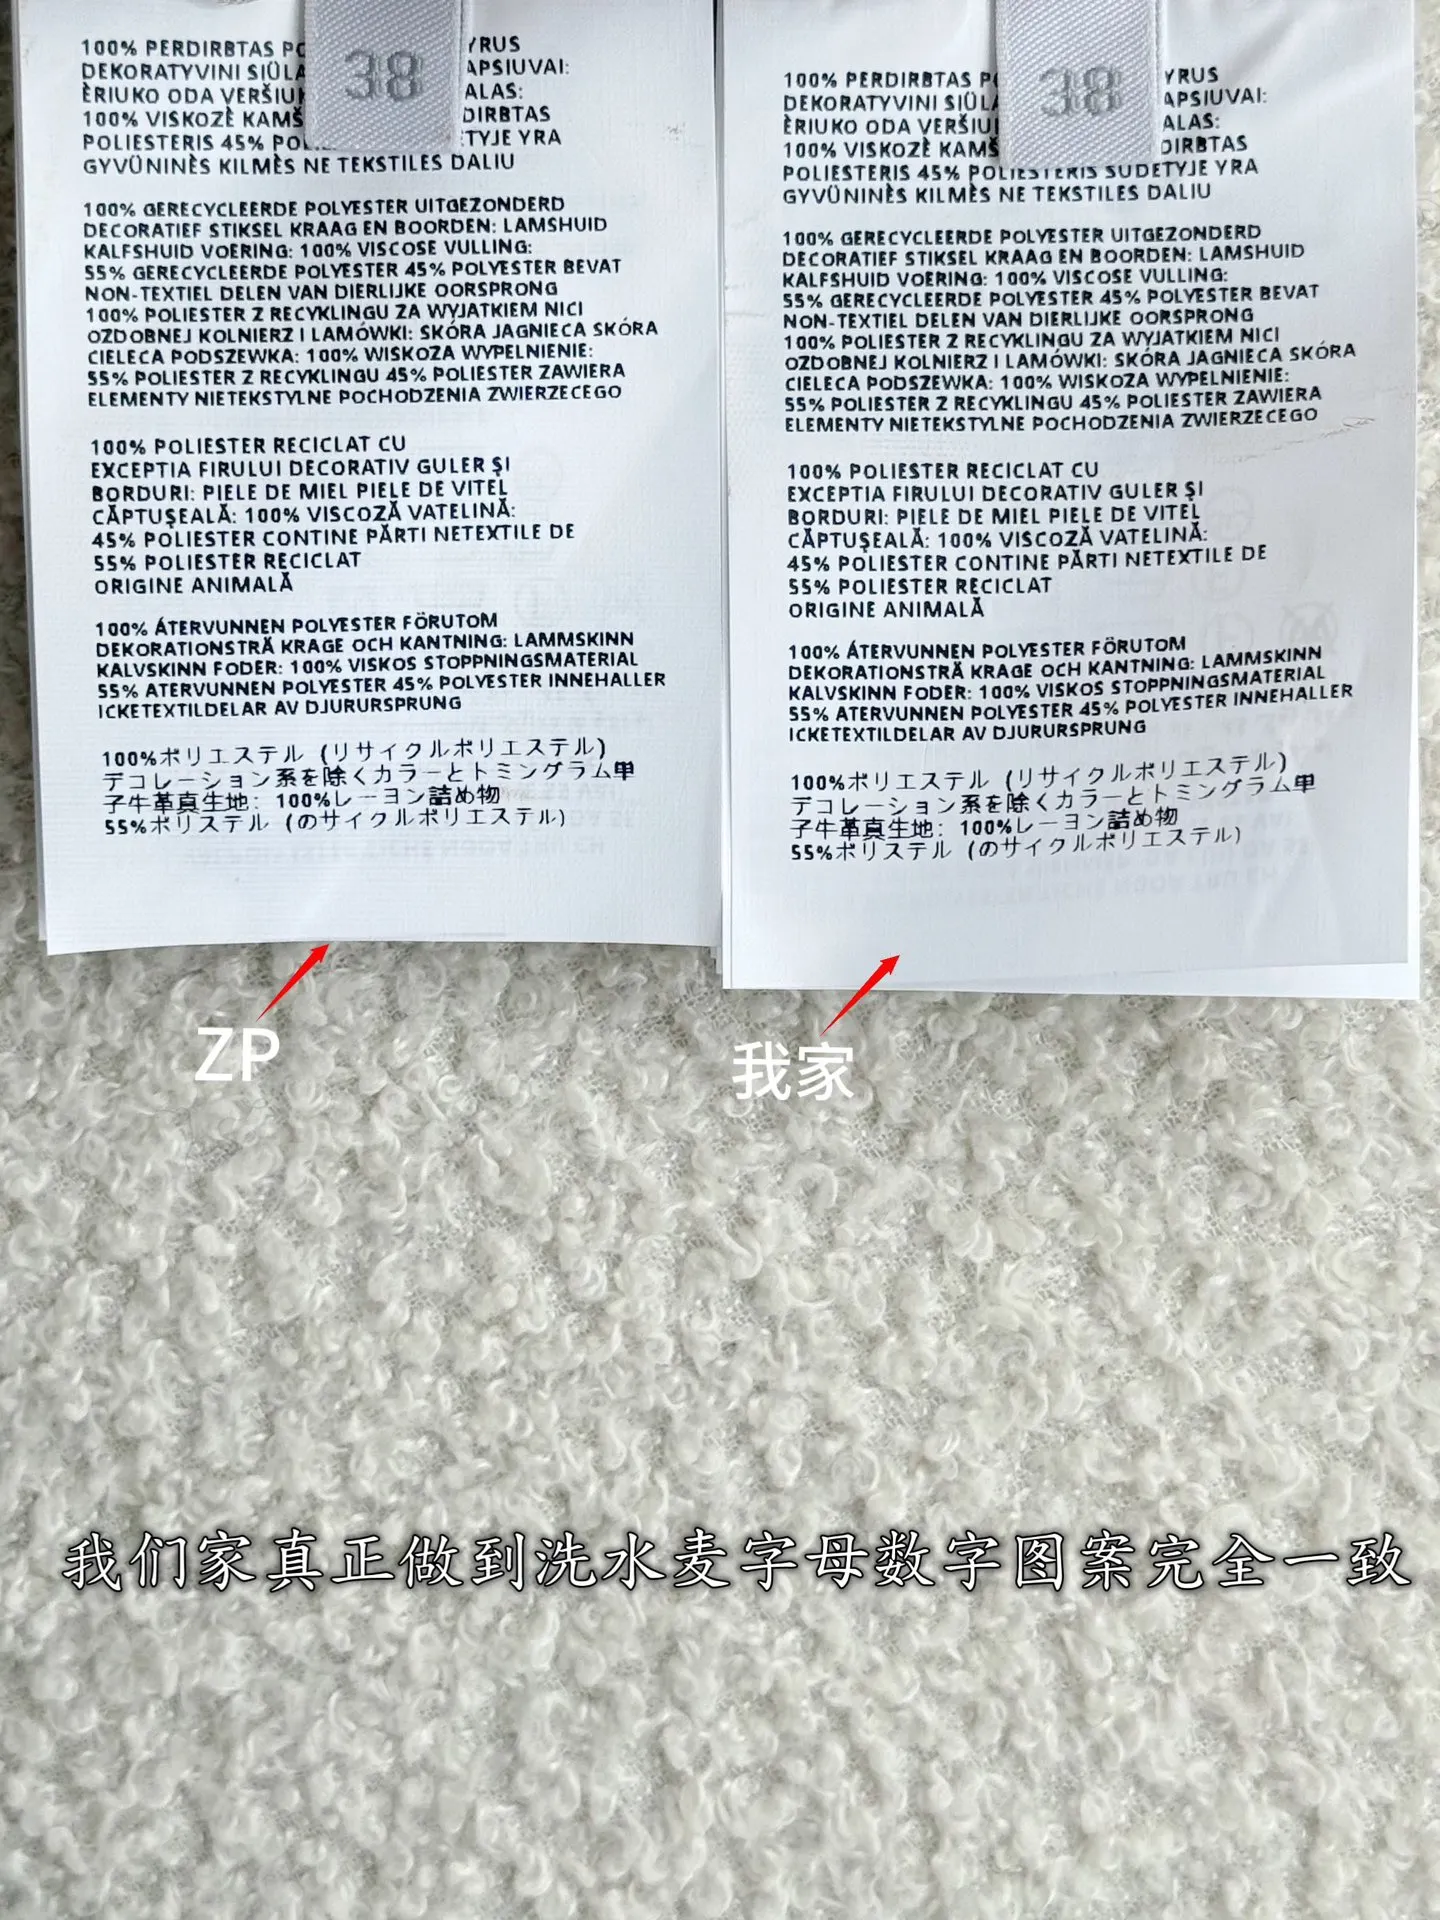 38
100% PERDIRBTAS
YRUS
DEKORATYVINI SIŪLA
APSIUVAI:
ĖRIUKO ODA VERŠIUK
ALAS:
100% VISKOZĖ KAMŠ
DIRBTAS
POLIESTERIS 45%
TYJE YRA
GYVŪNINĖS KILMĖS NE TEKSTILES DALIU
100% GERECYCLEERDE POLYESTER UITGEZONDERD
DECORATIEF STIKSEL KRAAG EN BOORDEN: LAMSHUID
KALFSHUID VOERING: 100% VISCOSE VULLING:
55% GERECYCLEERDE POLYESTER 45% POLYESTER BEVAT
NON-TEXTIEL DELEN VAN DIERLIJKE OORSPRONG
100% POLIESTER Z RECYKLINGU ZA WYJATKIEM NICI
OZDOBNEJ KOLNIERZ I LAMÓWKI: SKÓRA JAGNIECA SKÓRA
CIELECA PODSZEWKA: 100% WISKOZA WYPELNIENIE:
55% POLIESTER Z RECYKLINGU 45% POLIESTER ZAWIERA
ELEMENTY NIETEKSTYLNE POCHODZENIA ZWIERZECEGO
100% POLIESTER RECICLAT CU
EXCEPTIA FIRULUI DECORATIV GULER ȘI
BORDURI: PIELE DE MIEL PIELE DE VITEL
CĂPTUȘEALĂ: 100% VISCOZĂ VATELINĂ:
45% POLIESTER CONTINE PĂRTI NETEXTILE DE
55% POLIESTER RECICLAT
ORIGINE ANIMALĂ
100% ÁTERVUNNEN POLYESTER FÖRUTOM
DEKORATIONSTRÄ KRAGE OCH KANTNING: LAMMSKINN
KALVSKINN FODER: 100% VISKOS STOPPNINGSMATERIAL
55% ATERVUNNEN POLYESTER 45% POLYESTER INNEHALLER
ICKETEXTILDELAR AV DJURURSPRUNG
100%ポリエステル (リサイクルポリエステル)
デコレーション系を除くカラーとトミングラム単
子牛革真生地: 100%レーヨン詰め物
55%ポリステル (のサイクルポリエステル)
38
100% PERDIRBTAS
YRUS
DEKORATYVINI SIŪLA
APSIUVAI:
ĖRIUKO ODA VERŠIUK
ALAS:
100% VISKOZĖ KAMŠ
DIRBTAS
POLIESTERIS 45% POLIESTERIS SUDETYJE YRA
GYVŪNINĖS KILMĖS NE TEKSTILES DALIU
100% GERECYCLEERDE POLYESTER UITGEZONDERD
DECORATIEF STIKSEL KRAAG EN BOORDEN: LAMSHUID
KALFSHUID VOERING: 100% VISCOSE VULLING:
55% GERECYCLEERDE POLYESTER 45% POLYESTER BEVAT
NON-TEXTIEL DELEN VAN DIERLIJKE OORSPRONG
100% POLIESTER Z RECYKLINGU ZA WYJATKIEM NICI
OZDOBNEJ KOLNIERZ I LAMÓWKI: SKÓRA JAGNIECA SKÓRA
CIELECA PODSZEWKA: 100% WISKOZA WYPELNIENIE:
55% POLIESTER Z RECYKLINGU 45% POLIESTER ZAWIERA
ELEMENTY NIETEKSTYLNE POCHODZENIA ZWIERZECEGO
100% POLIESTER RECICLAT CU
EXCEPTIA FIRULUI DECORATIV GULER ȘI
BORDURI: PIELE DE MIEL PIELE DE VITEL
CĂPTUȘEALĂ: 100% VISCOZĂ VATELINĂ:
45% POLIESTER CONTINE PĂRTI NETEXTILE DE
55% POLIESTER RECICLAT
ORIGINE ANIMALĂ
100% ÁTERVUNNEN POLYESTER FÖRUTOM
DEKORATIONSTRÄ KRAGE OCH KANTNING: LAMMSKINN
KALVSKINN FODER: 100% VISKOS STOPPNINGSMATERIAL
55% ATERVUNNEN POLYESTER 45% POLYESTER INNEHALLER
ICKETEXTILDELAR AV DJURURSPRUNG
100%ポリエステル (リサイクルポリエステル)
デコレーション系を除くカラーとトミングラム単
子牛革真生地: 100%レーヨン詰め物
55%ポリステル (のサイクルポリエステル)
ZP
我家
我们家真正做到洗水麦字母数字图案完全一致